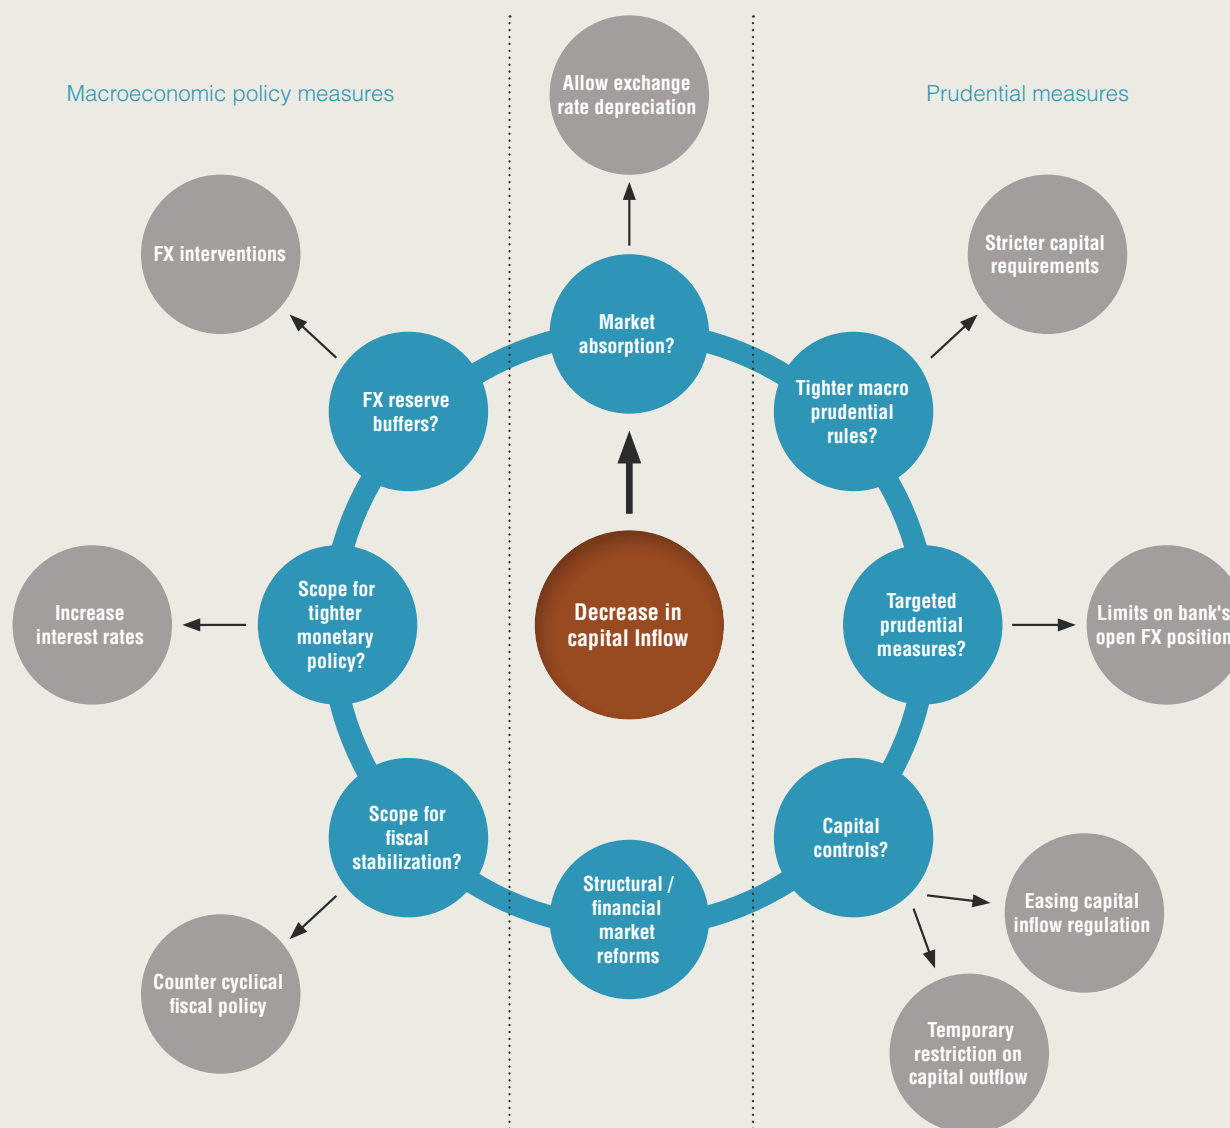 Macroeconomic policy measures
Allow exchange
rate depreciation
Prudential measures
FX interventions
Stricter capital
requirements
Market
absorption?
FX reserve
buffers?
Tighter macro
prudential
rules?
Increase
interest rates
Scope for
tighter
monetary
policy?
Decrease in
capital Inflow
Targeted
prudential
measures?
Limits on bank's
open FX position
Scope for
fiscal
stabilization?
Capital
controls?
Structural /
financial
market
reforms
Easing capital
inflow regulation
Counter cyclical
fiscal policy
Temporary
restriction on
capital outflow